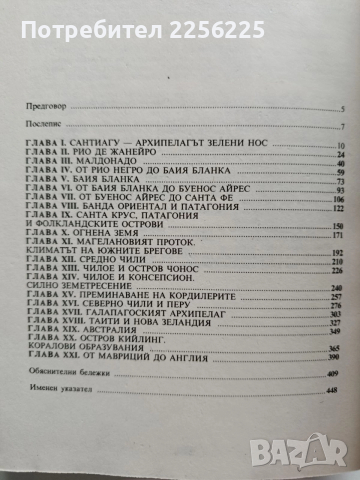 Потребител 2256225
Предговор 5
Послепис 7
ГЛАВА I. САНТИАГУ — АРХИПЕЛАГЪТ ЗЕЛЕНИ НОС 10
ГЛАВА II. РИО ДЕ ЖАНЕЙРО 24
ГЛАВА III. МАЛДОНАДО 40
ГЛАВА IV. ОТ РИО НЕГРО ДО БАИЯ БЛАНКА 59
ГЛАВА V. БАИЯ БЛАНКА 73
ГЛАВА VI. ОТ БАИЯ БЛАНКА ДО БУЕНОС АЙРЕС 93
ГЛАВА VII. ОТ БУЕНОС АЙРЕС ДО САНТА ФЕ 106
ГЛАВА VIII. БАНДА ОРИЕНТАЛ И ПАТАГОНИЯ 122
ГЛАВА IX. САНТА КРУС, ПАТАГОНИЯ
И ФОЛКЛАНДСКИТЕ ОСТРОВИ 150
ГЛАВА X. ОГНЕНА ЗЕМЯ 171
ГЛАВА XI. МАГЕЛАНОВИЯТ ПРОТОК.
КЛИМАТЪТ НА ЮЖНИТЕ БРЕГОВЕ 192
ГЛАВА XII. СРЕДНО ЧИЛИ 210
ГЛАВА XIII. ЧИЛОЕ И ОСТРОВ ЧОНОС 226
ГЛАВА XIV. ЧИЛОЕ И КОНСЕПСИОН.
СИЛНО ЗЕМЕТРЕСЕНИЕ 240
ГЛАВА XV. ПРЕМИНАВАНЕ НА КОРДИЛЕРИТЕ 257
ГЛАВА XVI. СЕВЕРНО ЧИЛИ И ПЕРУ 276
ГЛАВА XVII. ГАЛАПАГОСКИЯТ АРХИПЕЛАГ 303
ГЛАВА XVIII. ТАИТИ И НОВА ЗЕЛАНДИЯ 327
ГЛАВА XIX. АВСТРАЛИЯ 349
ГЛАВА XX. ОСТРОВ КИЙЛИНГ.
КОРАЛОВИ ОБРАЗУВАНИЯ 365
ГЛАВА XXI. ОТ МАВРИЦИЙ ДО АНГЛИЯ 390
Обяснителни бележки 409
Именен указател 448
bazar